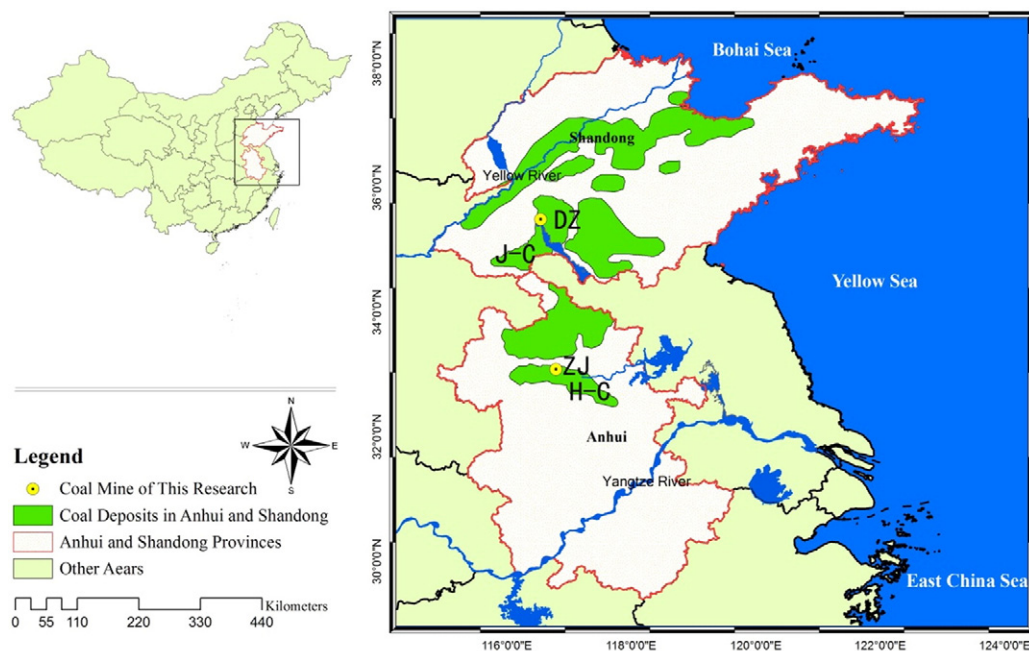 Bohai Sea
Shandong
Yellow River
DZ
J-C
Yellow Sea
ZJ
H-C
Anhui
Yangtze River
East China Sea
38°0'0"N
36°0'0"N
34°0'0"N
32°0'0"N
30°0'0"N
116°0'0"E
118°0'0"E
120°0'0"E
122°0'0"E
124°0'0"E
N
W
E
S
Legend
Coal Mine of This Research
Coal Deposits in Anhui and Shandong
Anhui and Shandong Provinces
Other Aears
Kilometers
0 55 110 220 330 440